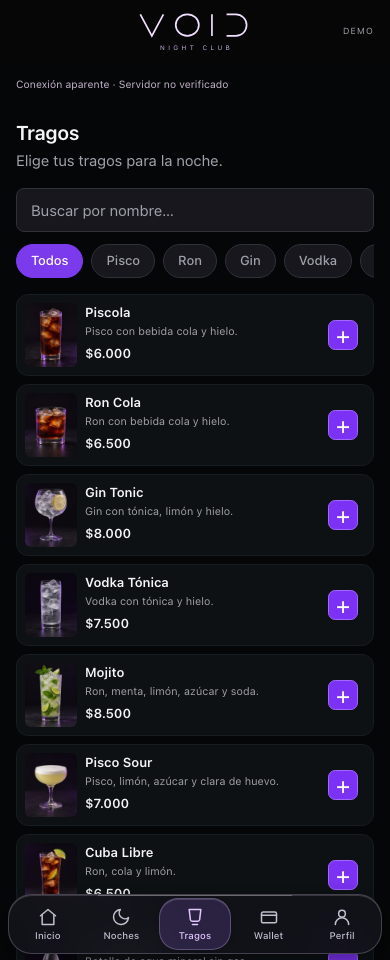 VOID
NIGHT CLUB
DEMO
Conexión aparente · Servidor no verificado
Tragos
Elige tus tragos para la noche.
Buscar por nombre...
Todos
Pisco
Ron
Gin
Vodka
Piscola
Pisco con bebida cola y hielo.
$6.000
Ron Cola
Ron con bebida cola y hielo.
$6.500
Gin Tonic
Gin con tónica, limón y hielo.
$8.000
Vodka Tónica
Vodka con tónica y hielo.
$7.500
Mojito
Ron, menta, limón, azúcar y soda.
$8.500
Pisco Sour
Pisco, limón, azúcar y clara de huevo.
$7.000
Cuba Libre
Ron, cola y limón.
$6.500
Inicio
Noches
Tragos
Wallet
Perfil